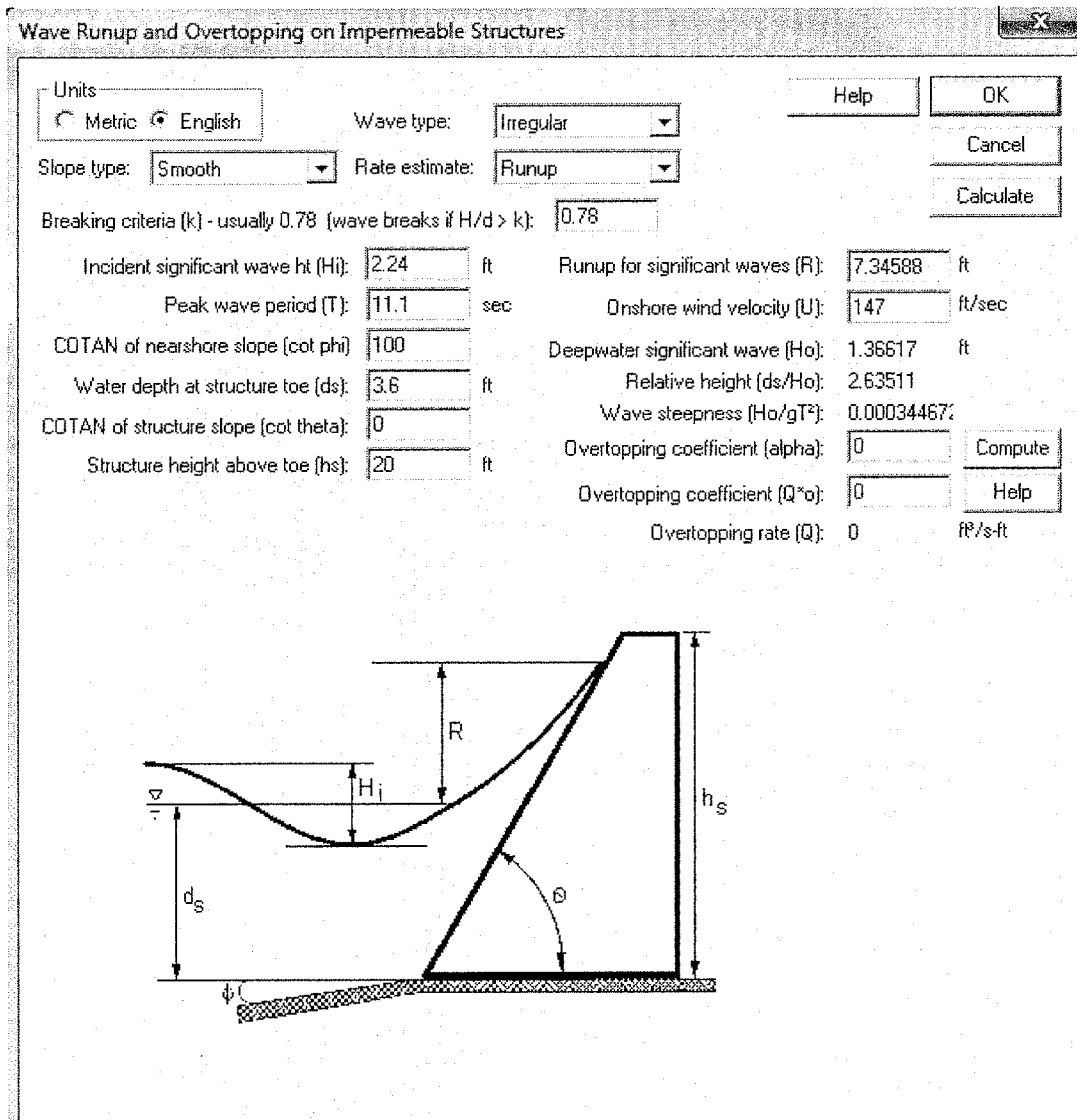 Wave Runup and Overtopping on Impermeable Structures
Units
Metric English
Wave type: Irregular
Help
OK
Cancel
Slope type: Smooth
Rate estimate: Runup
Calculate
Breaking criteria (k) - usually 0.78 (wave breaks if H/d > k): 0.78
Incident significant wave ht (Hi): 2.24 ft
Runup for significant waves (R): 7.34588 ft
Peak wave period (T): 11.1 sec
Onshore wind velocity (U): 147 ft/sec
COTAN of nearshore slope (cot phi) 100
Deepwater significant wave (Ho): 1.36617 ft
Water depth at structure toe (ds): 3.6 ft
Relative height (ds/Ho): 2.63511
Wave steepness (Ho/gT²): 0.000344672
COTAN of structure slope (cot theta): 0
Overtopping coefficient (alpha): 0 Compute
Structure height above toe (hs): 20 ft
Overtopping coefficient (Q*o): 0 Help
Overtopping rate (Q): 0 ft³/s-ft
R
Hi
hs
ds
θ
ϕ